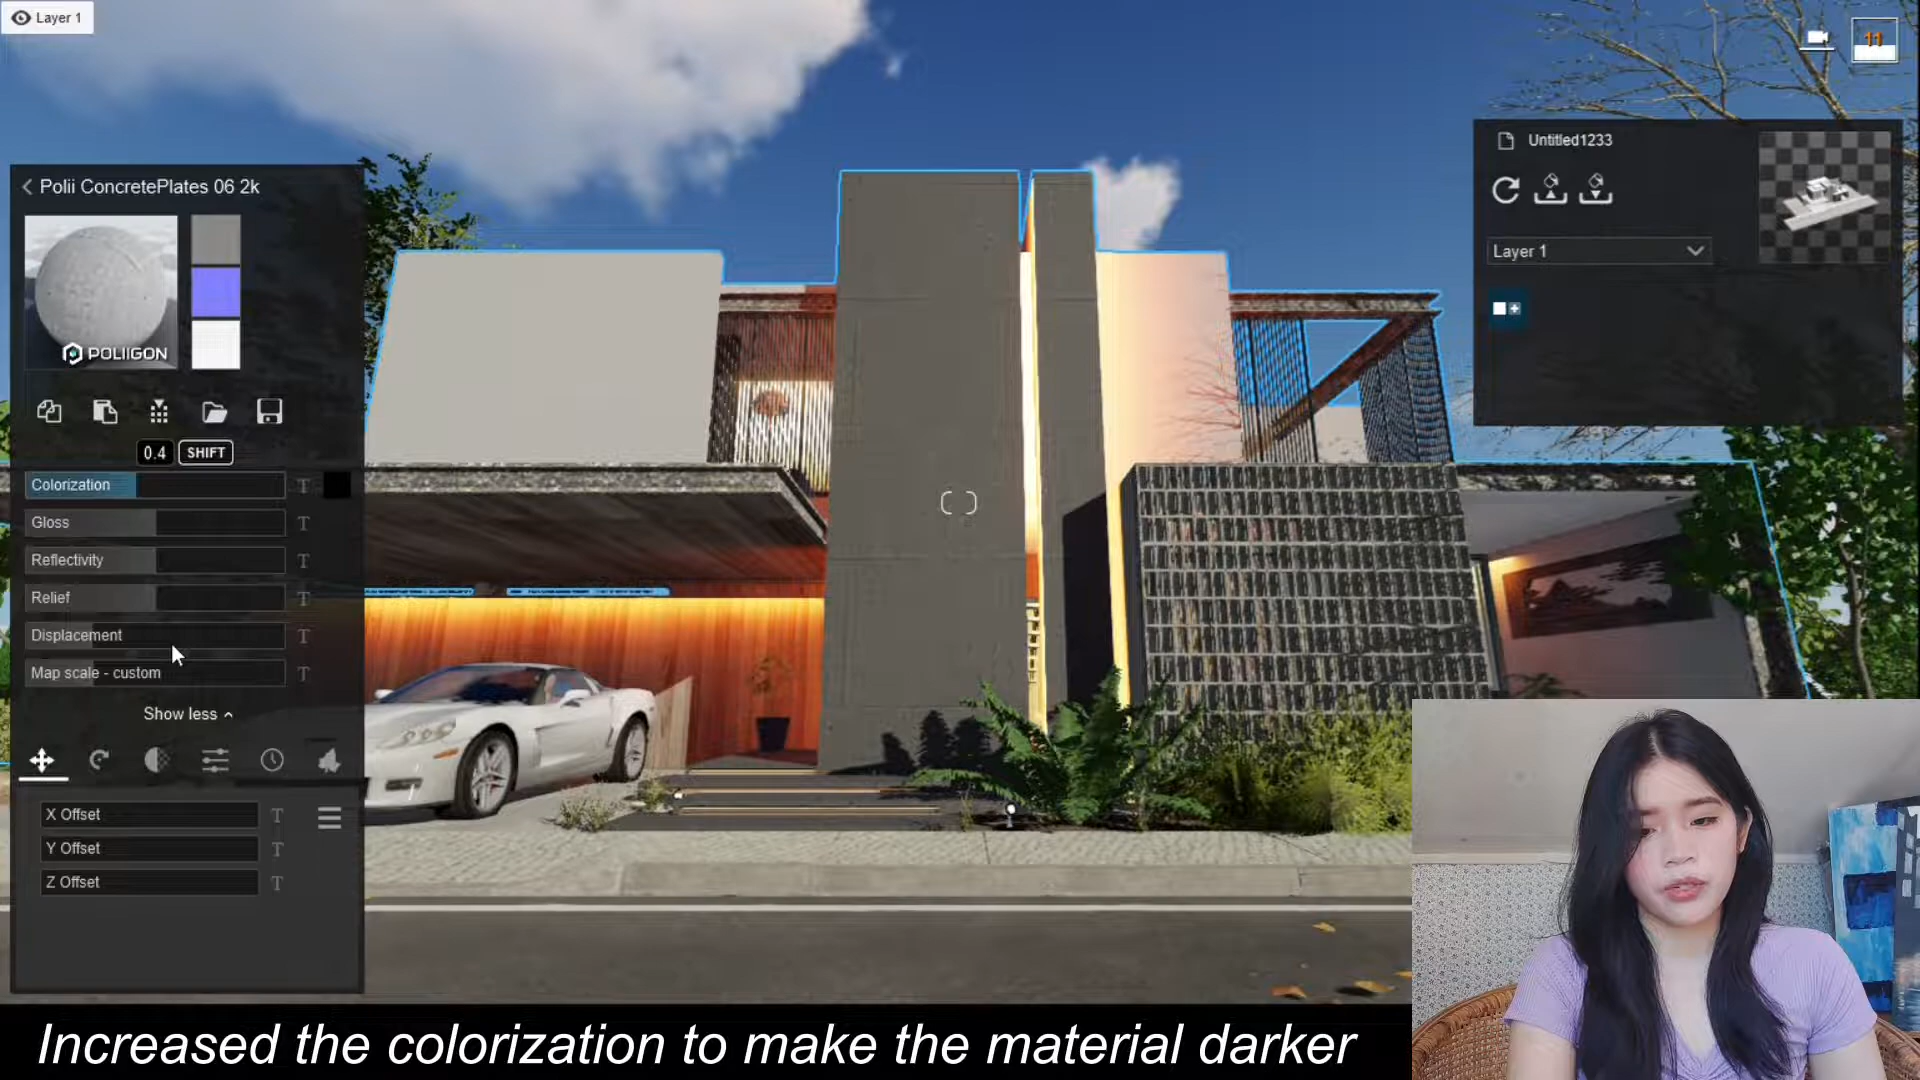 Layer 1
11
Untitled1233
Layer 1
Polii ConcretePlates 06 2k
POLIIGON
0.4 SHIFT
Colorization T
Gloss T
Reflectivity T
Relief T
Displacement T
Map scale - custom T
Show less
X Offset T
Y Offset T
Z Offset T
Increased the colorization to make the material darker